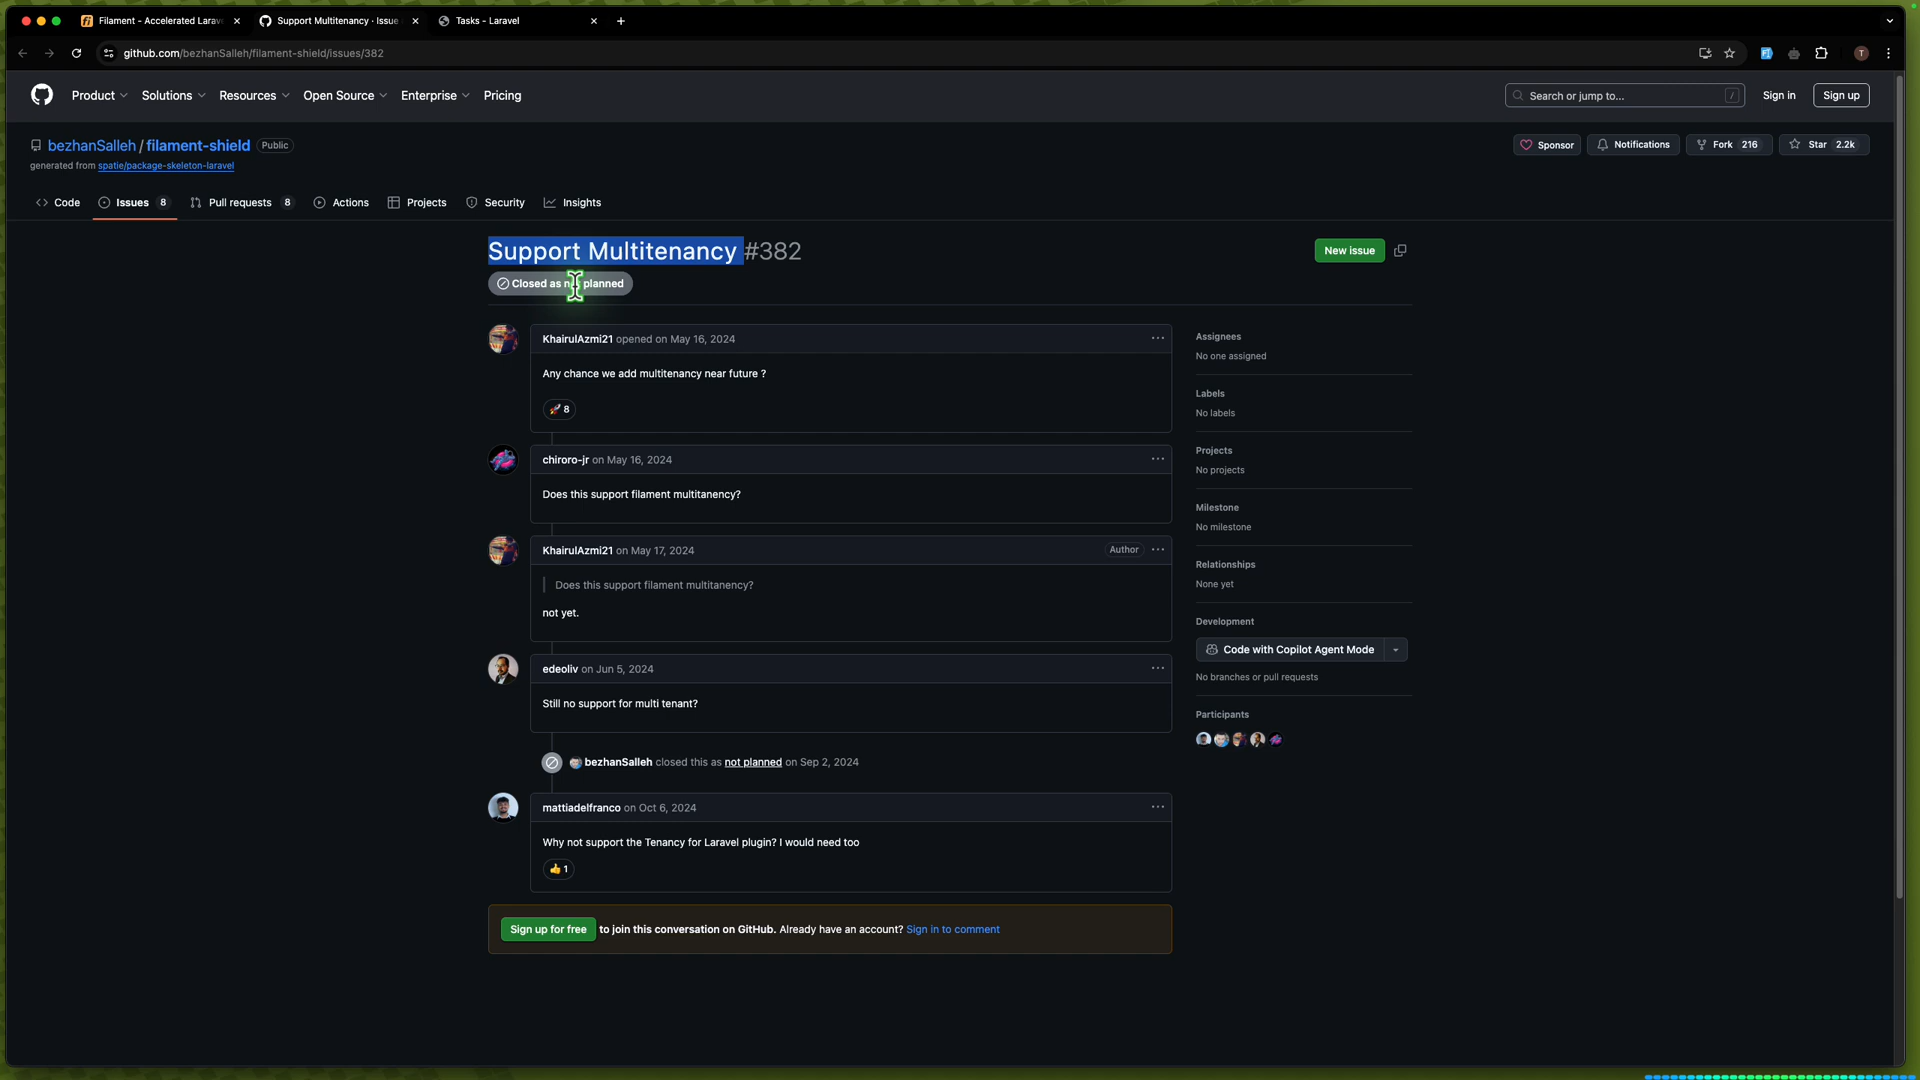 Filament - Accelerated Larav
Support Multitenancy · Issue
Tasks - Laravel
github.com/bezhanSalleh/filament-shield/issues/382
T
Product
Solutions
Resources
Open Source
Enterprise
Pricing
Search or jump to...
/
Sign in
Sign up
bezhanSalleh / filament-shield
Public
generated from spatie/package-skeleton-laravel
Sponsor
Notifications
Fork 216
Star 2.2k
Code
Issues 8
Pull requests 8
Actions
Projects
Security
Insights
Support Multitenancy #382
New issue
Closed as not planned
KhairulAzmi21 opened on May 16, 2024
Any chance we add multitenancy near future ?
8
chiroro-jr on May 16, 2024
Does this support filament multitanency?
KhairulAzmi21 on May 17, 2024
Author
Does this support filament multitanency?
not yet.
edeoliv on Jun 5, 2024
Still no support for multi tenant?
bezhanSalleh closed this as not planned on Sep 2, 2024
mattiadelfranco on Oct 6, 2024
Why not support the Tenancy for Laravel plugin? I would need too
1
Sign up for free to join this conversation on GitHub. Already have an account? Sign in to comment
Assignees
No one assigned
Labels
No labels
Projects
No projects
Milestone
No milestone
Relationships
None yet
Development
Code with Copilot Agent Mode
No branches or pull requests
Participants